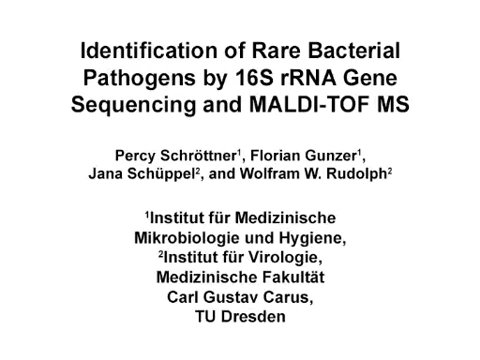 Identification of Rare Bacterial
Pathogens by 16S rRNA Gene
Sequencing and MALDI-TOF MS
Percy Schröttner¹, Florian Gunzer¹,
Jana Schüppel², and Wolfram W. Rudolph²
¹Institut für Medizinische
Mikrobiologie und Hygiene,
²Institut für Virologie,
Medizinische Fakultät
Carl Gustav Carus,
TU Dresden